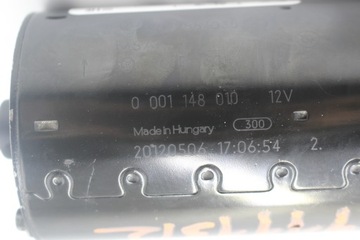 0 001 148 010 12V
Made in Hungary 300
20120506 17:06:54 2.